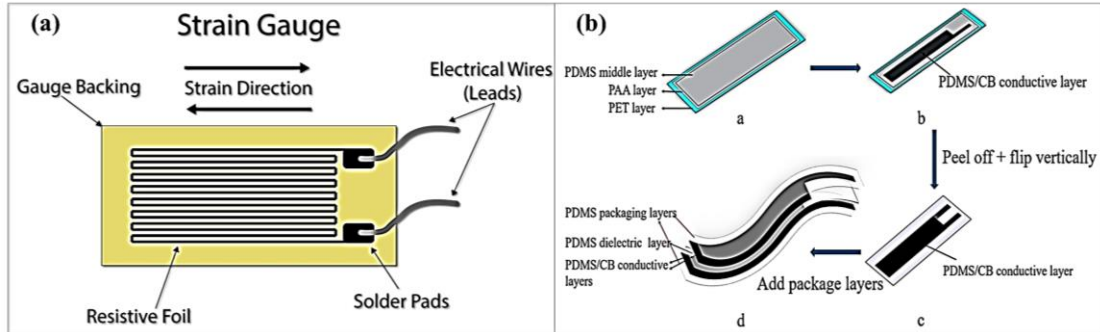 (a)
Strain Gauge
Gauge Backing
Strain Direction
Electrical Wires
(Leads)
Resistive Foil
Solder Pads
(b)
PDMS middle layer
PAA layer
PET layer
a
PDMS/CB conductive layer
b
Peel off + flip vertically
PDMS packaging layers
PDMS dielectric layer
PDMS/CB conductive
layers
d
Add package layers
PDMS/CB conductive layer
c